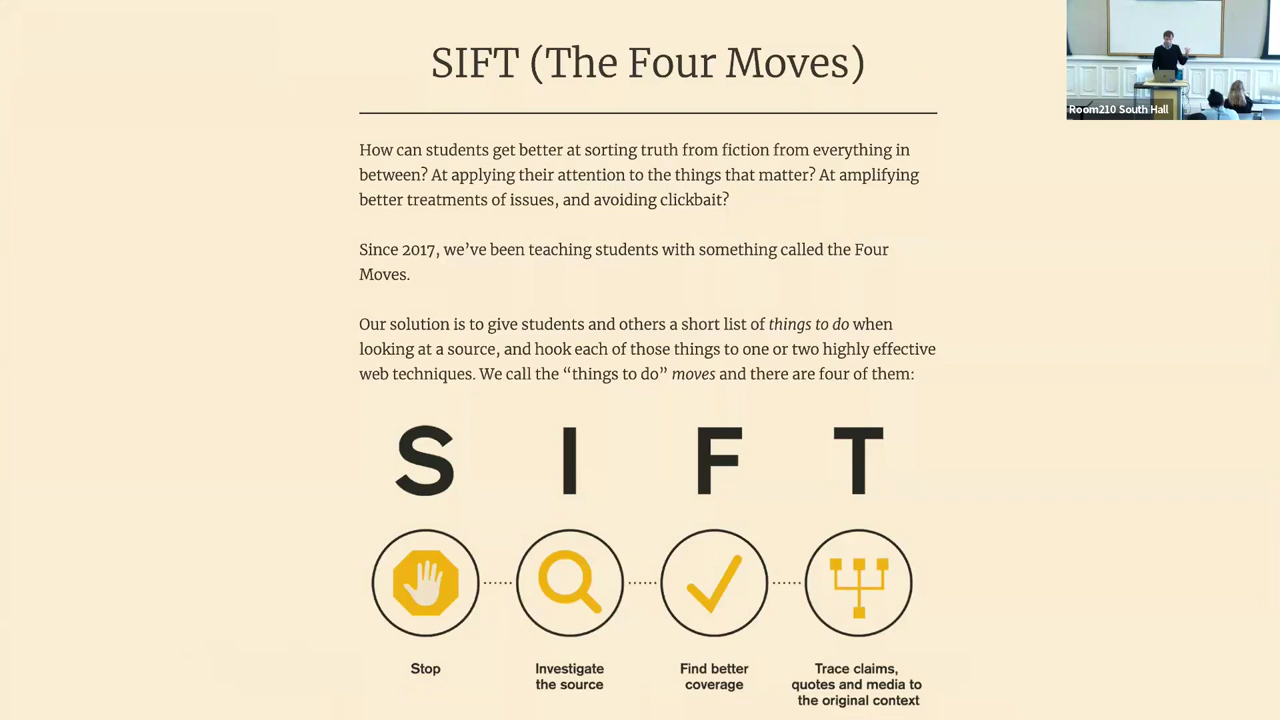 SIFT (The Four Moves)
Room210 South Hall
How can students get better at sorting truth from fiction from everything in
between? At applying their attention to the things that matter? At amplifying
better treatments of issues, and avoiding clickbait?
Since 2017, we’ve been teaching students with something called the Four
Moves.
Our solution is to give students and others a short list of things to do when
looking at a source, and hook each of those things to one or two highly effective
web techniques. We call the “things to do” moves and there are four of them:
S I F T
Stop
Investigate
the source
Find better
coverage
Trace claims,
quotes and media to
the original context